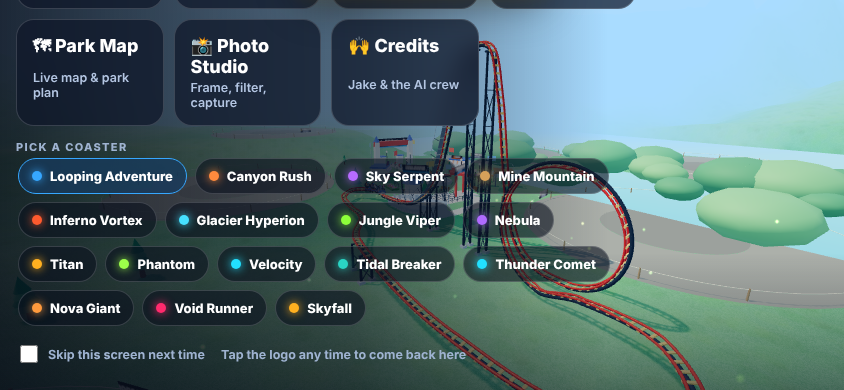 🗺 Park Map
📸 Photo Studio
🙌 Credits
Live map & park plan
Frame, filter, capture
Jake & the AI crew
PICK A COASTER
Looping Adventure
Canyon Rush
Sky Serpent
Mine Mountain
Inferno Vortex
Glacier Hyperion
Jungle Viper
Nebula
Titan
Phantom
Velocity
Tidal Breaker
Thunder Comet
Nova Giant
Void Runner
Skyfall
Skip this screen next time
Tap the logo any time to come back here